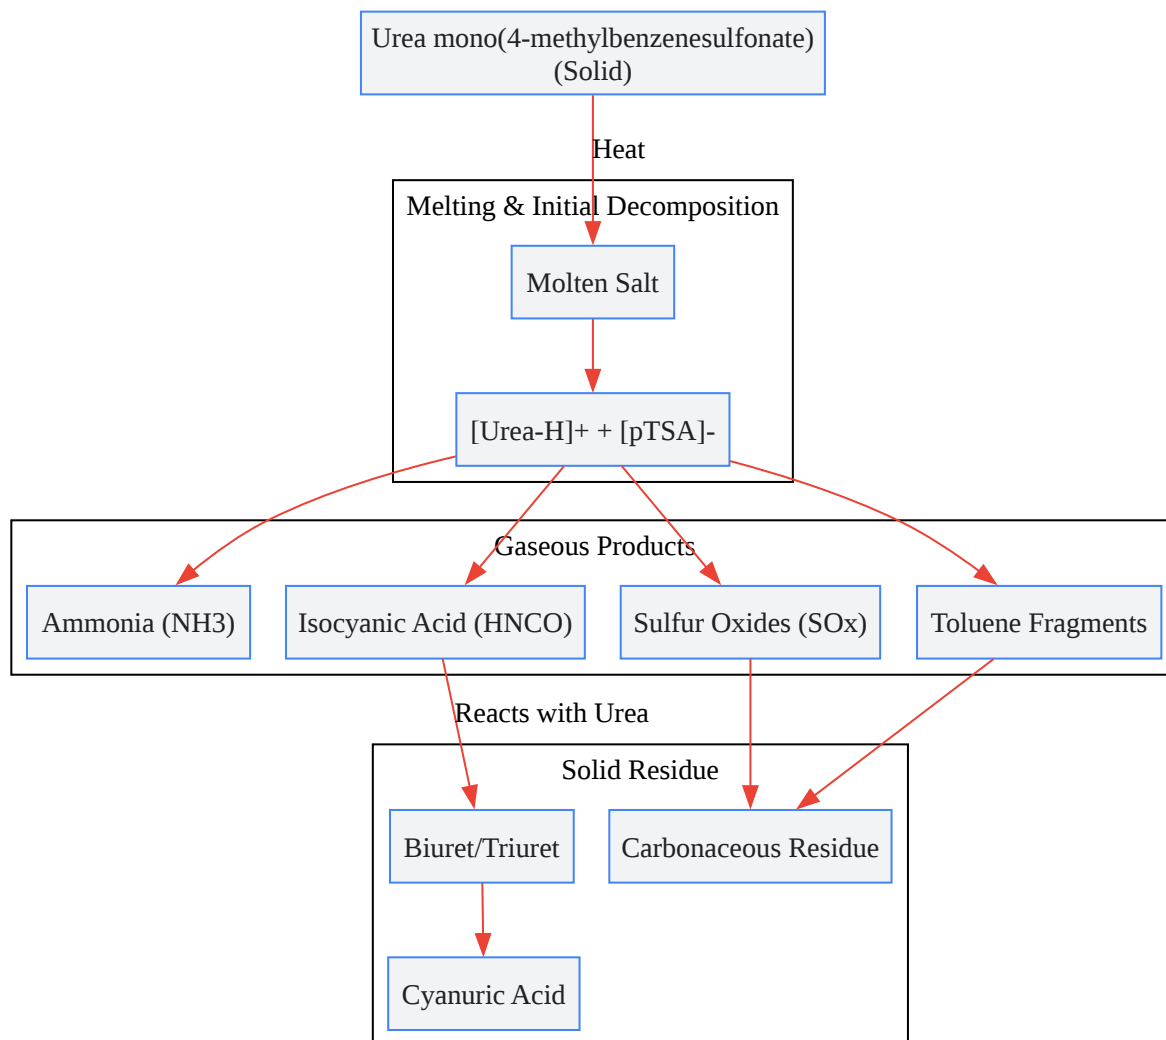 Urea mono(4-methylbenzenesulfonate)
(Solid)
Heat
Melting & Initial Decomposition
Molten Salt
[Urea-H]+ + [pTSA]-
Gaseous Products
Ammonia (NH3)
Isocyanic Acid (HNCO)
Sulfur Oxides (SOx)
Toluene Fragments
Reacts with Urea
Solid Residue
Biuret/Triuret
Carbonaceous Residue
Cyanuric Acid